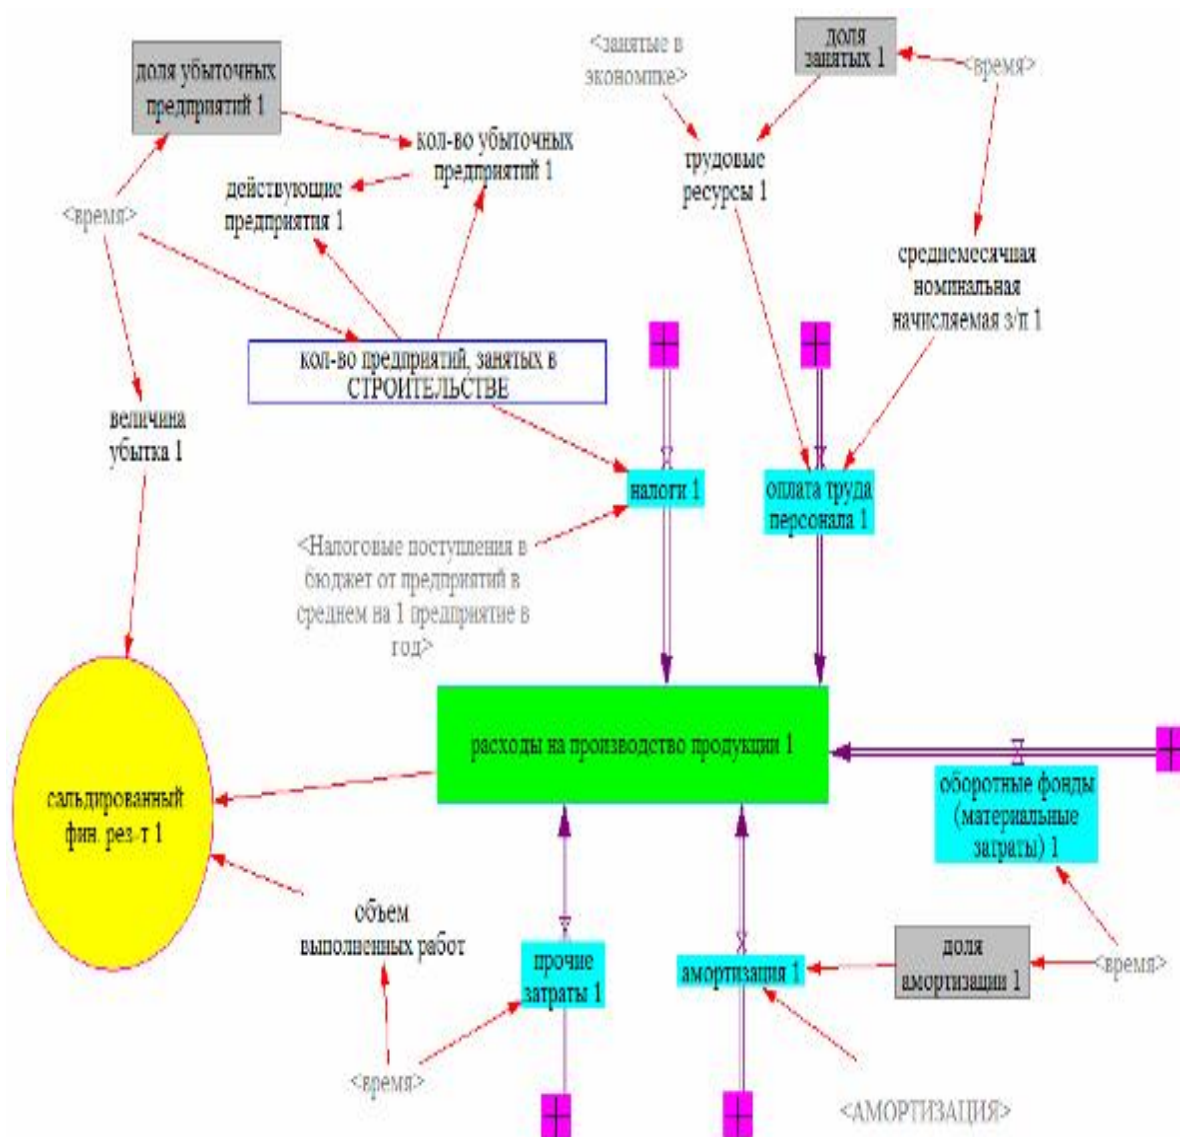 доля убыточных
предприятий 1
<занятые в
экономике>
доля
занятых 1
<время>
кол-во убыточных
предприятий 1
трудовые
ресурсы 1
действующие
предприятия 1
<время>
среднемесячная
номинальная
начисляемая з/п 1
кол-во предприятий, занятых в
СТРОИТЕЛЬСТВЕ
величина
убытка 1
налоги 1
оплата труда
персонала 1
<Налоговые поступления в
бюджет от предприятий в
среднем на 1 предприятие в
год>
расходы на производство продукции 1
сальдированный
фин. рез-т 1
оборотные фонды
(материальные
затраты) 1
объем
выполненных работ
прочие
затраты 1
амортизация 1
доля
амортизации 1
<время>
<время>
<АМОРТИЗАЦИЯ>